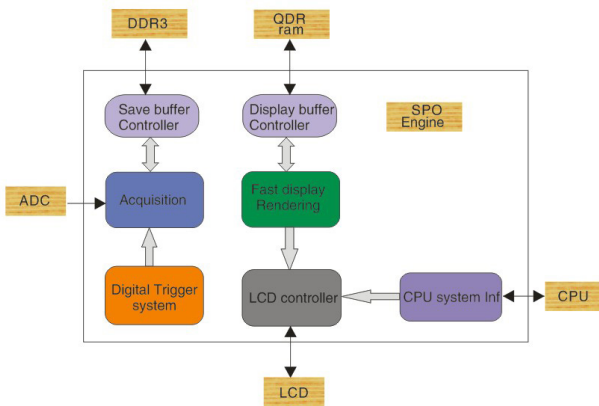 DDR3
QDR
ram
Save buffer
Controller
Display buffer
Controller
SPO
Engine
ADC
Acquisition
Fast display
Rendering
Digital Trigger
system
LCD controller
CPU system Inf
CPU
LCD